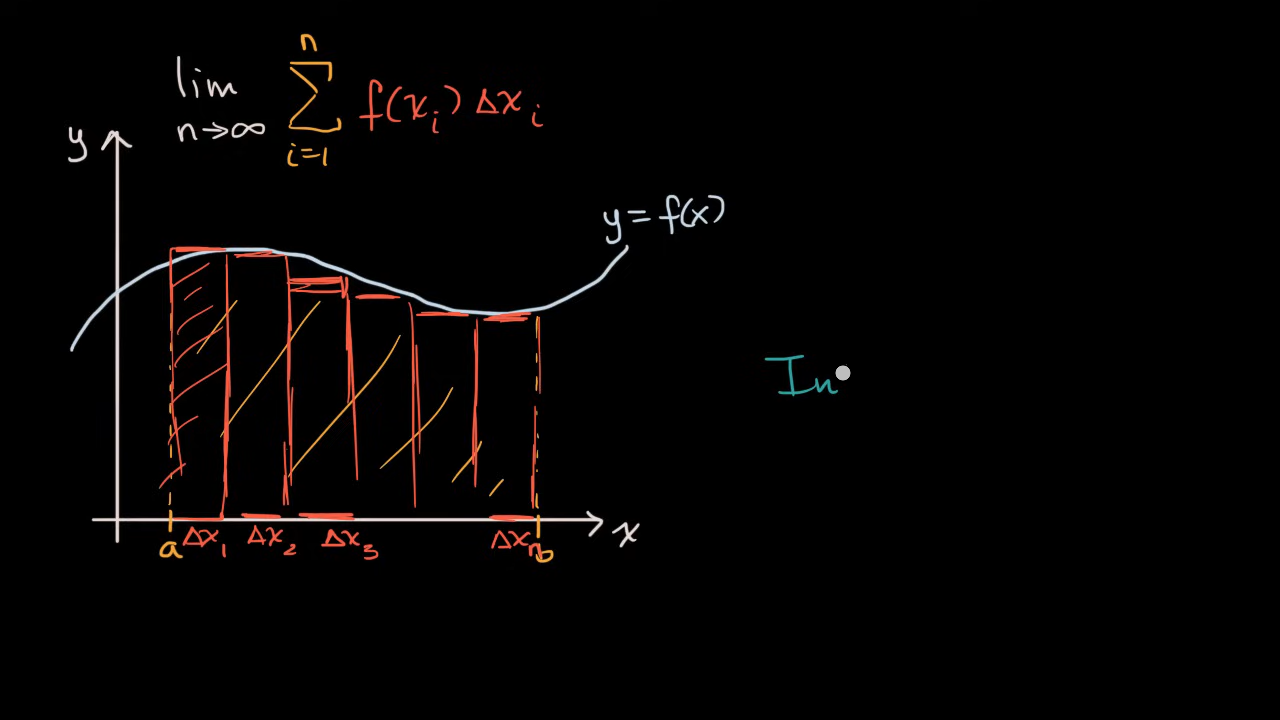 n
lim ∑ f(xᵢ) Δxᵢ
n→∞ i=1
y
y = f(x)
In
x
a Δx₁ Δx₂ Δx₃ Δxₙ b